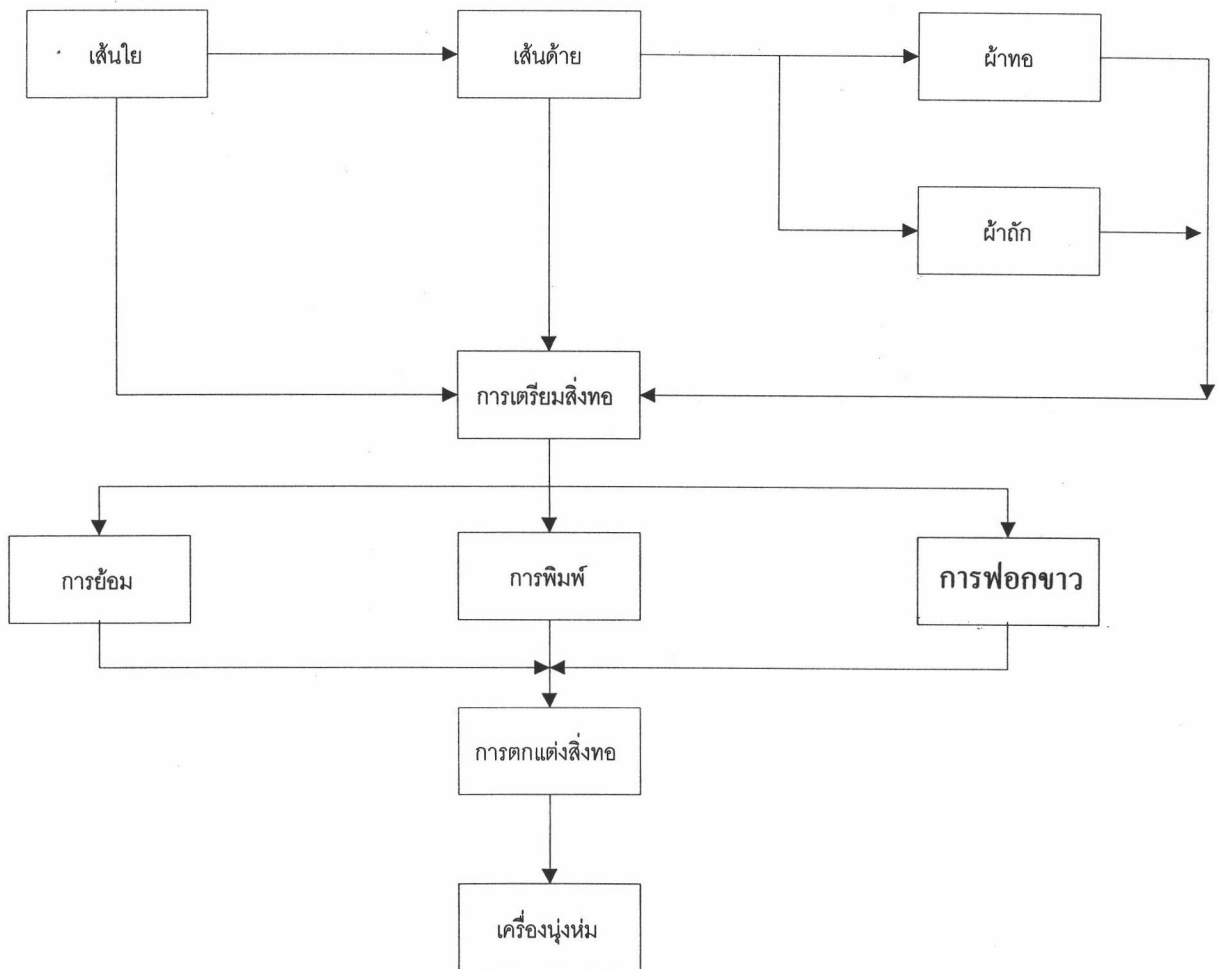 เส้นใย
เส้นด้าย
ผ้าทอ
ผ้าถัก
การเตรียมสิ่งทอ
การย้อม
การพิมพ์
การฟอกขาว
การตกแต่งสิ่งทอ
เครื่องนุ่งห่ม